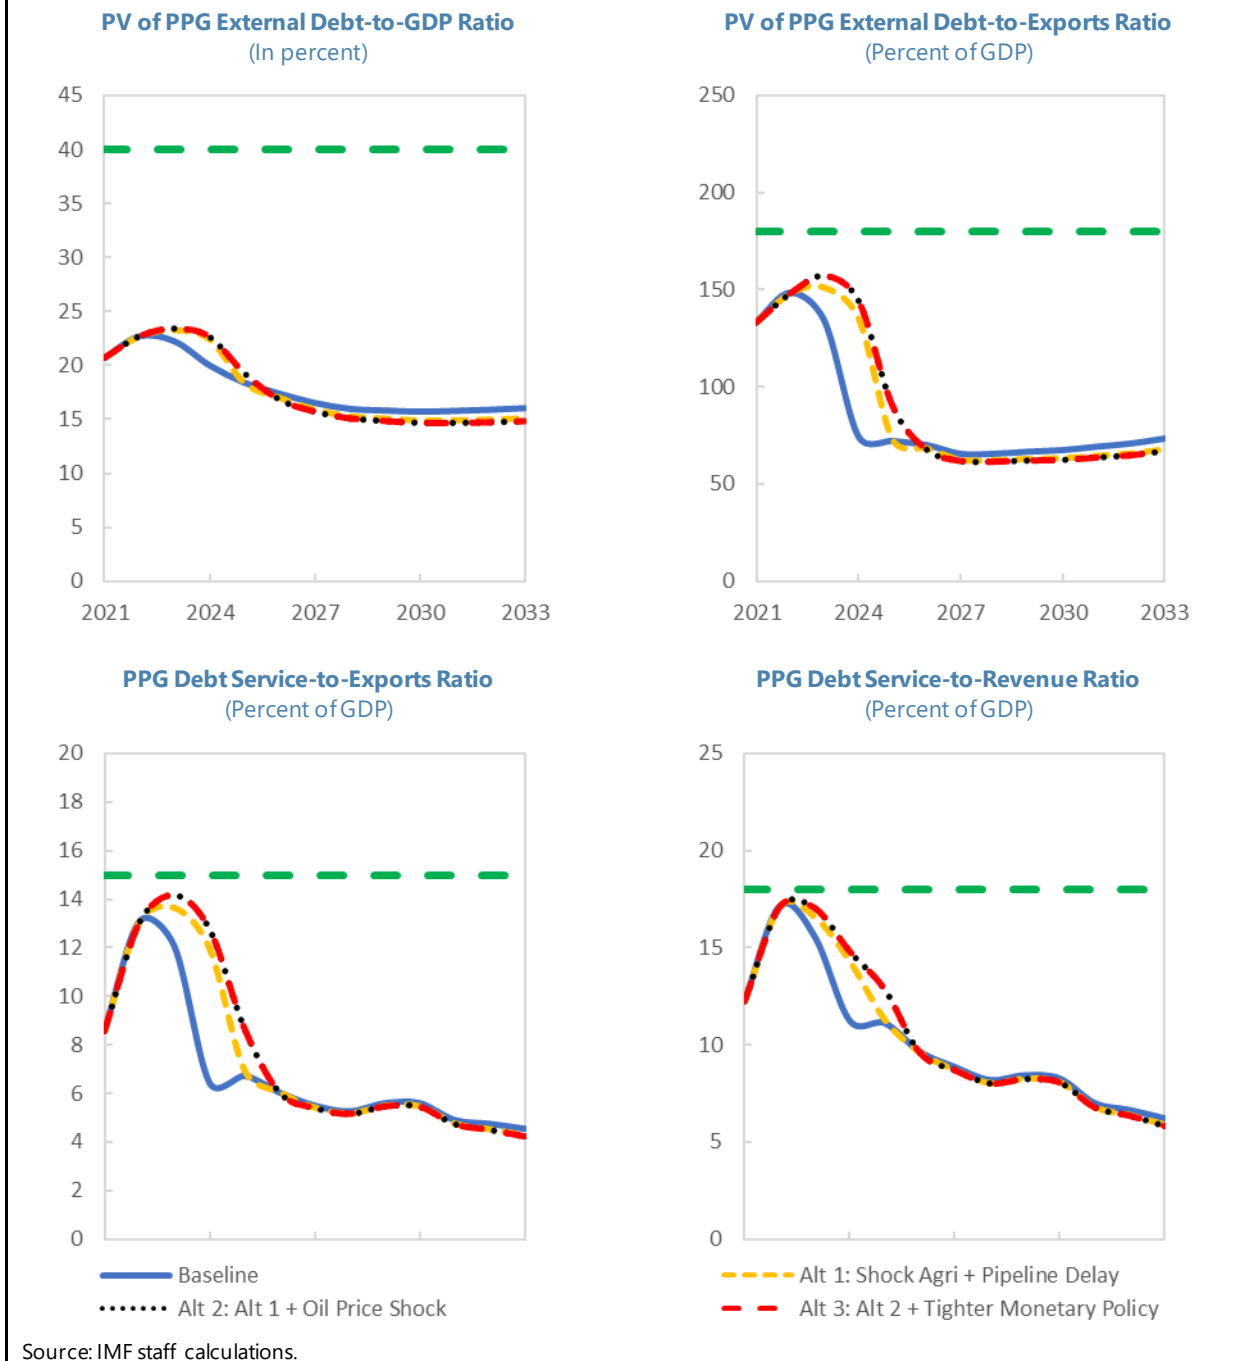 PV of PPG External Debt-to-GDP Ratio
(In percent)
45
40
35
30
25
20
15
10
5
0
2021 2024 2027 2030 2033
PV of PPG External Debt-to-Exports Ratio
(Percent of GDP)
250
200
150
100
50
0
2021 2024 2027 2030 2033
PPG Debt Service-to-Exports Ratio
(Percent of GDP)
20
18
16
14
12
10
8
6
4
2
0
PPG Debt Service-to-Revenue Ratio
(Percent of GDP)
25
20
15
10
5
0
Baseline
Alt 1: Shock Agri + Pipeline Delay
Alt 2: Alt 1 + Oil Price Shock
Alt 3: Alt 2 + Tighter Monetary Policy
Source: IMF staff calculations.